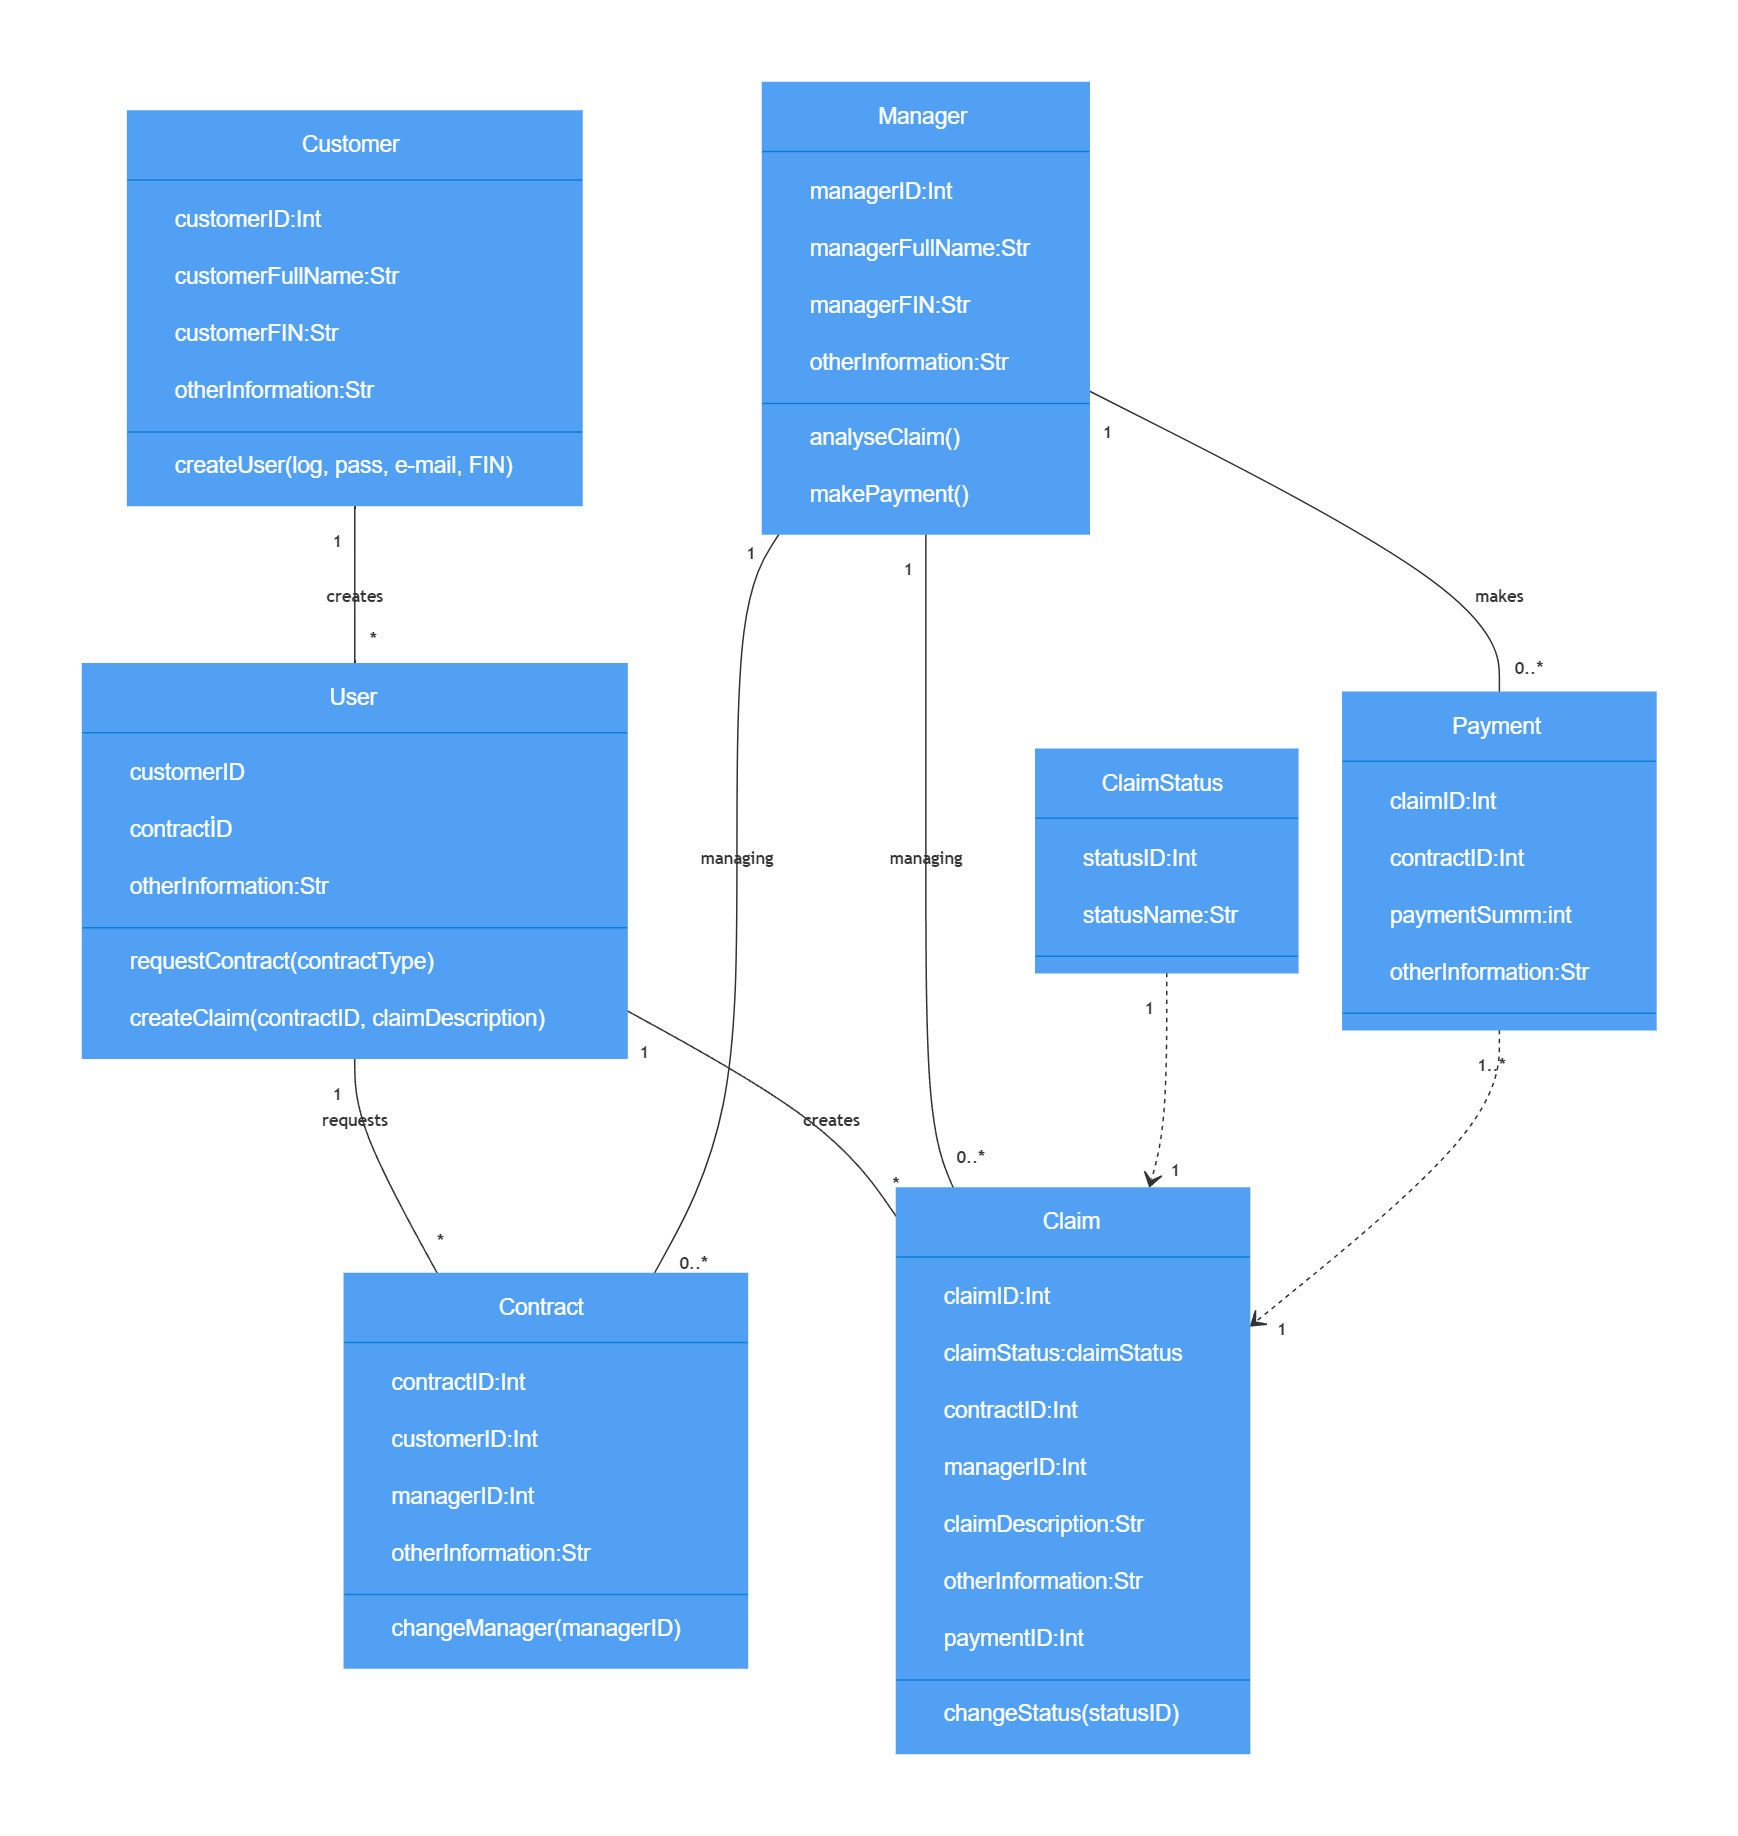 Customer
customerID:Int
customerFullName:Str
customerFIN:Str
otherInformation:Str
createUser(log, pass, e-mail, FIN)
Manager
managerID:Int
managerFullName:Str
managerFIN:Str
otherInformation:Str
analyseClaim()
makePayment()
1
creates
*
1
1
1
makes
0..*
User
customerID
contractİD
otherInformation:Str
requestContract(contractType)
createClaim(contractID, claimDescription)
managing
managing
ClaimStatus
statusID:Int
statusName:Str
Payment
claimID:Int
contractID:Int
paymentSumm:int
otherInformation:Str
1
requests
*
1
creates
*
0..*
0..*
1
1
1..*
1
Contract
contractID:Int
customerID:Int
managerID:Int
otherInformation:Str
changeManager(managerID)
Claim
claimID:Int
claimStatus:claimStatus
contractID:Int
managerID:Int
claimDescription:Str
otherInformation:Str
paymentID:Int
changeStatus(statusID)